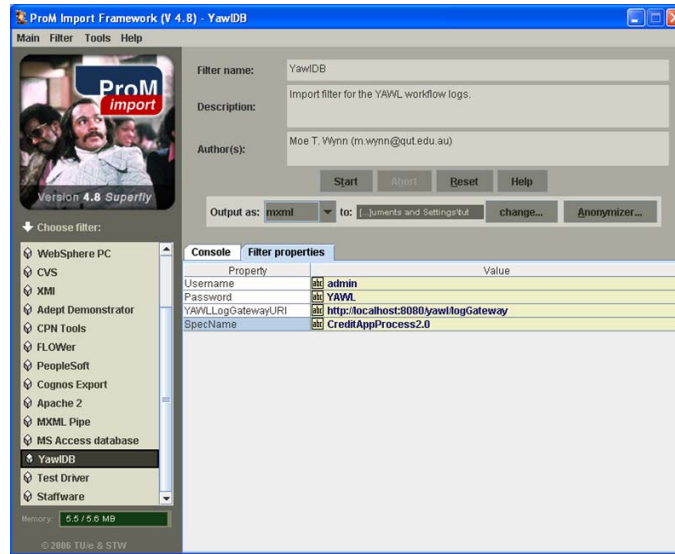 ProM Import Framework (V 4.8) - YawlDB
Main Filter Tools Help
ProM
import
Version 4.8 Superfly
Choose filter:
WebSphere PC
CVS
XMI
Adept Demonstrator
CPN Tools
FLOWer
PeopleSoft
Cognos Export
Apache 2
MXML Pipe
MS Access database
YawlDB
Test Driver
Staffware
Memory: 5.5 / 5.6 MB
© 2006 TU/e & STW
Filter name: YawlDB
Description: Import filter for the YAWL workflow logs.
Author(s): Moe T. Wynn (m.wynn@qut.edu.au)
Start Abort Reset Help
Output as: mxml to: [...]uments and Settings\tut change... Anonymizer...
Console Filter properties
Property Value
Username abc admin
Password abc YAWL
YAWLLogGatewayURI abc http://localhost:8080/yawl/logGateway
SpecName abc CreditAppProcess2.0